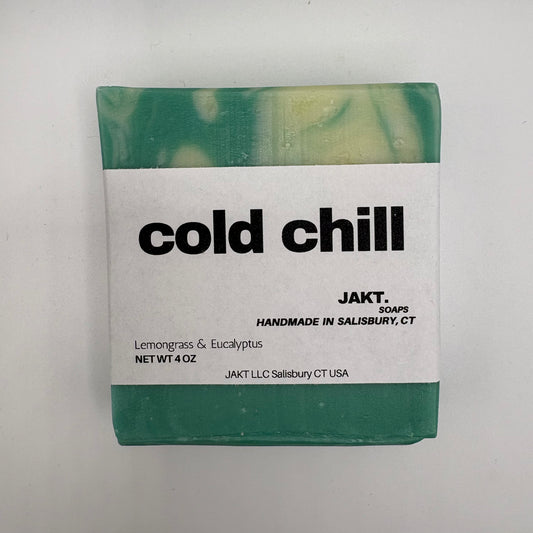 cold chill
JAKT.
SOAPS
HANDMADE IN SALISBURY, CT
Lemongrass & Eucalyptus
NET WT 4 OZ
JAKT LLC Salisbury CT USA